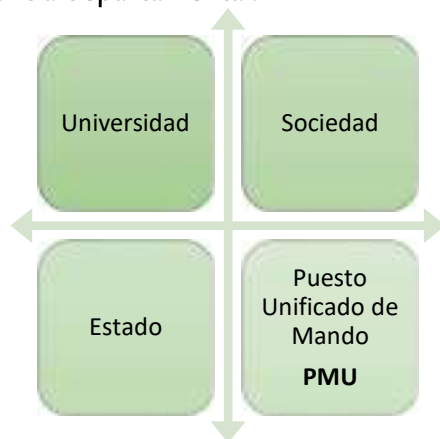 Universidad
Sociedad
Estado
Puesto
Unificado de
Mando
PMU